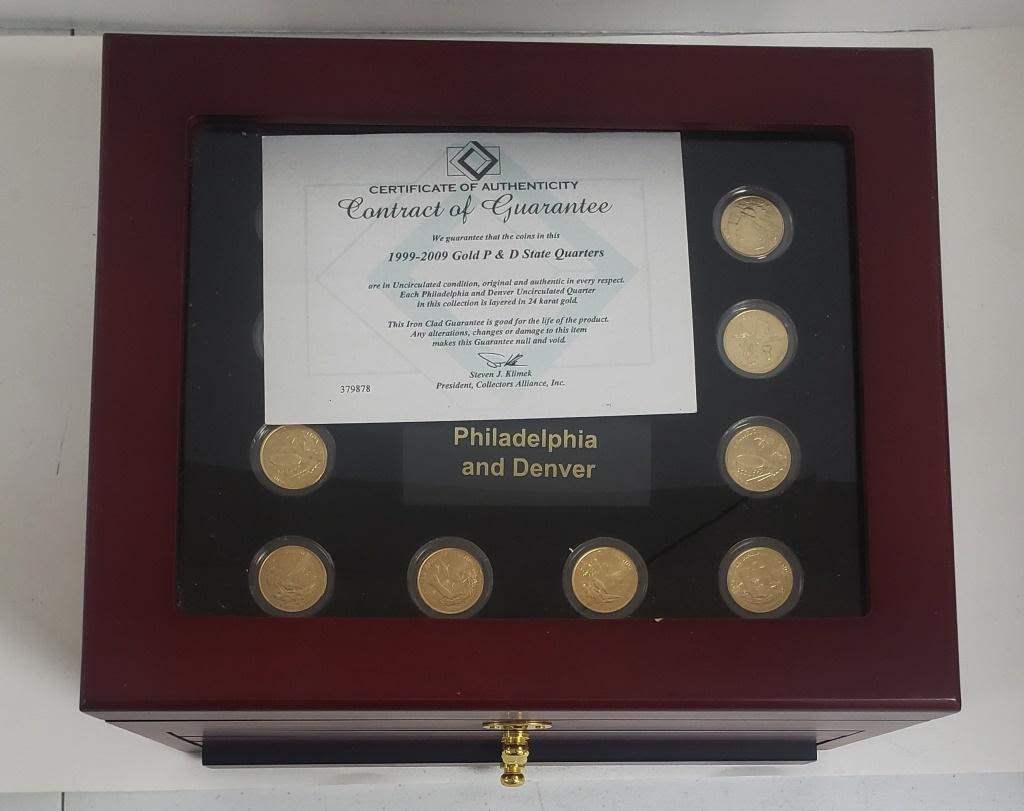 CERTIFICATE OF AUTHENTICITY
Contract of Guarantee
We guarantee that the coins in this
1999-2009 Gold P & D State Quarters
are in Uncirculated condition, original and authentic in every respect.
Each Philadelphia and Denver Uncirculated Quarter
in this collection is layered in 24 karat gold.
This Iron Clad Guarantee is good for the life of the product.
Any alterations, changes or damage to this item
makes this Guarantee null and void.
Steven J. Klimek
379878
President, Collectors Alliance, Inc.
Philadelphia
and Denver